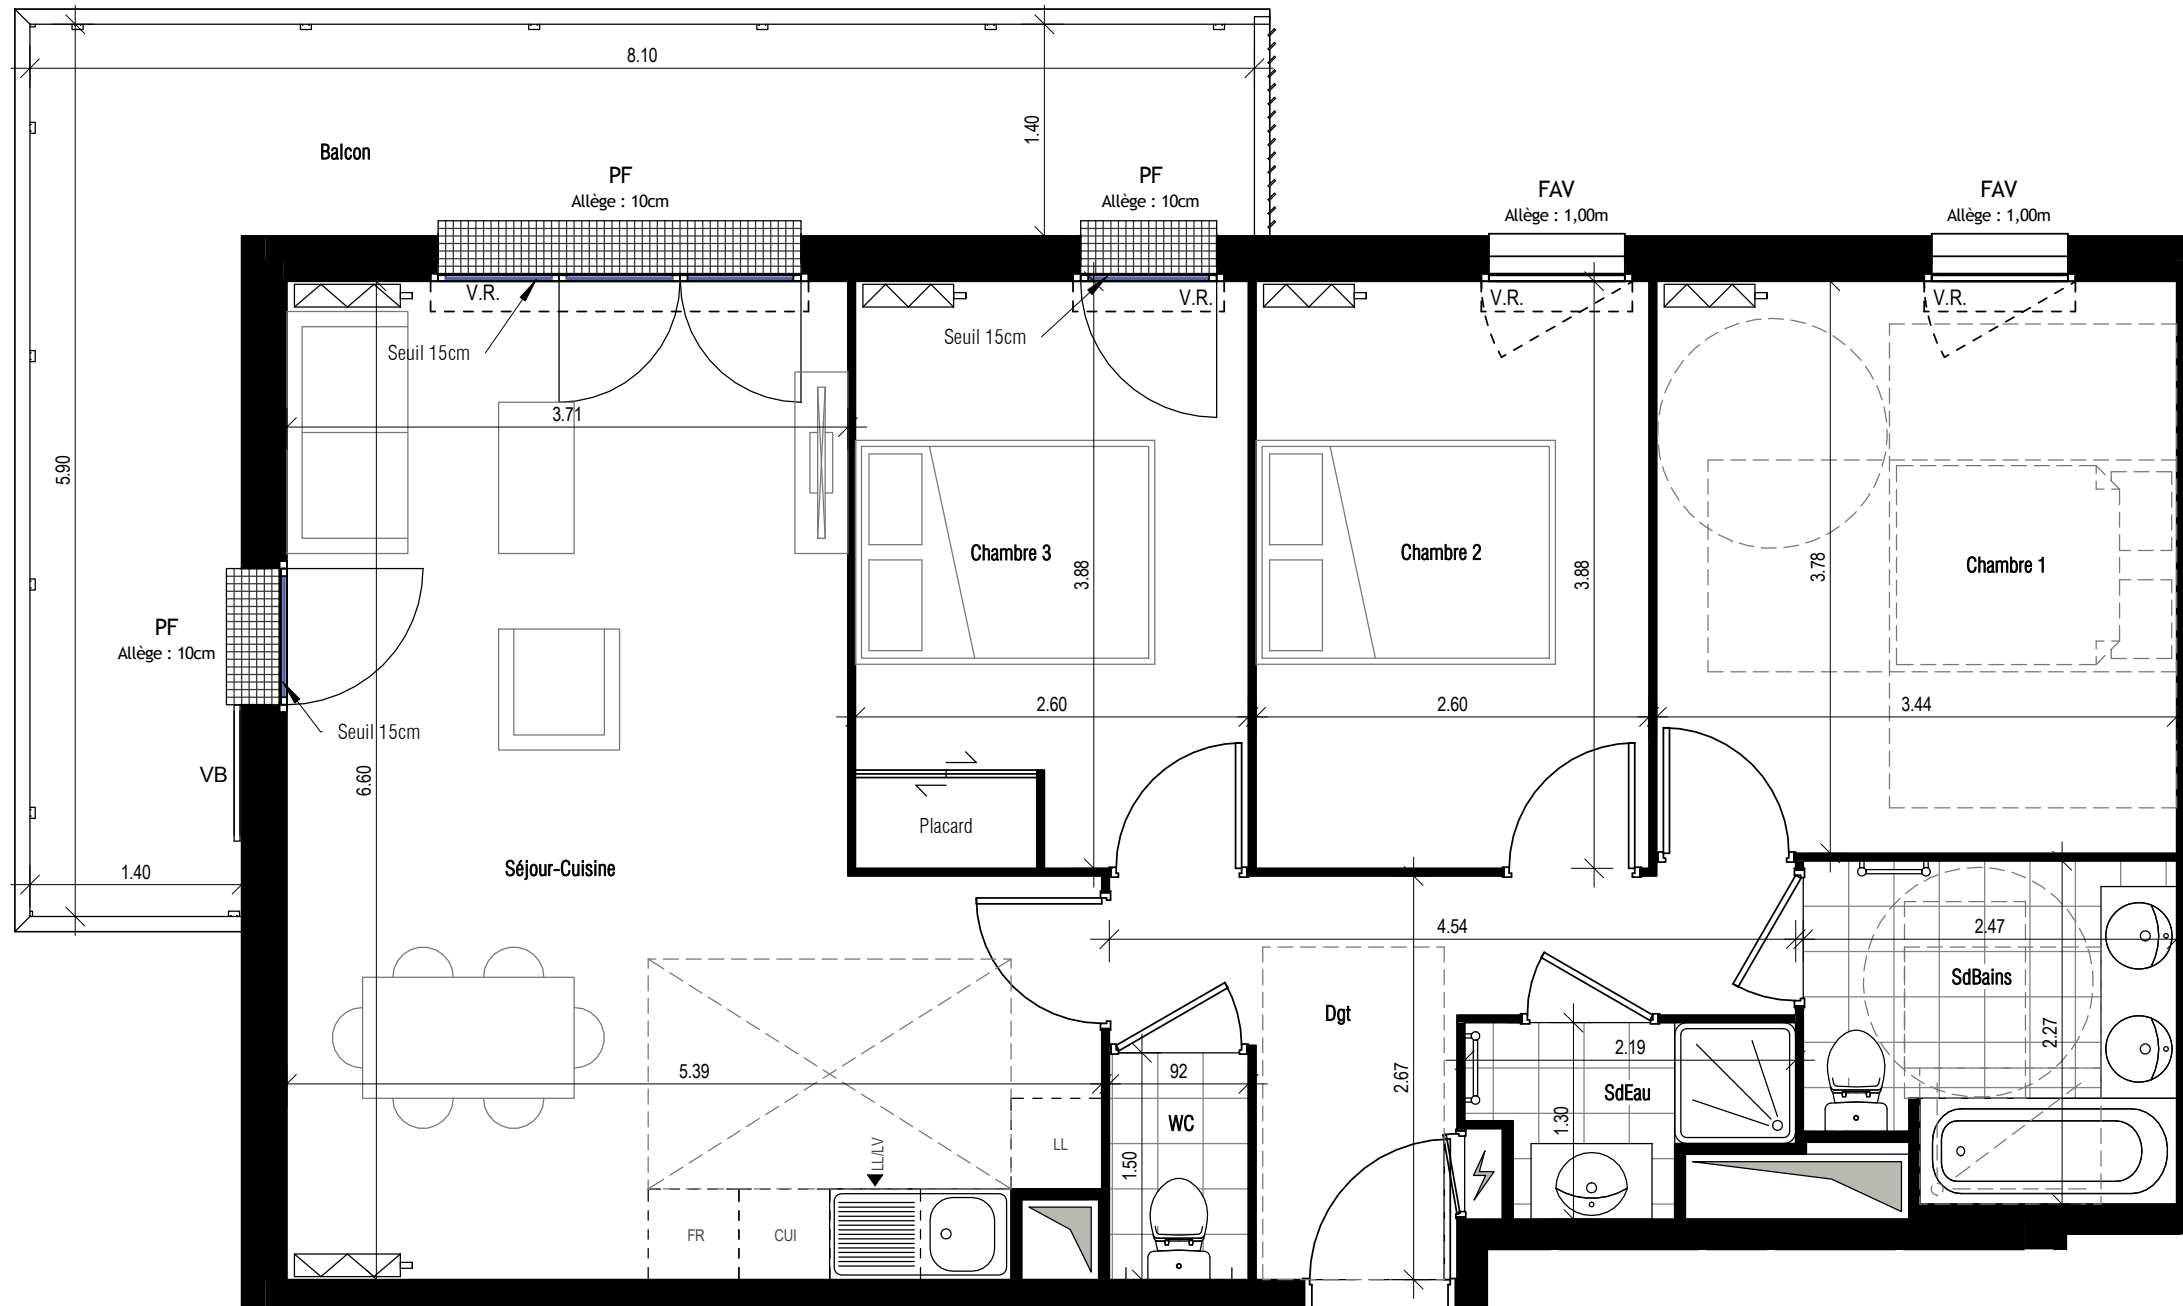 8.10
1.40
Balcon
PF
Allège : 10cm
PF
Allège : 10cm
FAV
Allège : 1,00m
FAV
Allège : 1,00m
V.R.
V.R.
V.R.
V.R.
Seuil 15cm
Seuil 15cm
3.71
5.90
Chambre 3
3.88
Chambre 2
3.88
Chambre 1
3.78
PF
Allège : 10cm
Seuil 15cm
2.60
2.60
3.44
VB
6.60
Placard
Séjour-Cuisine
1.40
4.54
2.47
SdBains
Dgt
2.27
2.19
5.39
92
2.67
SdEau
1.30
WC
LL
LL/LV
1.50
FR
CUI